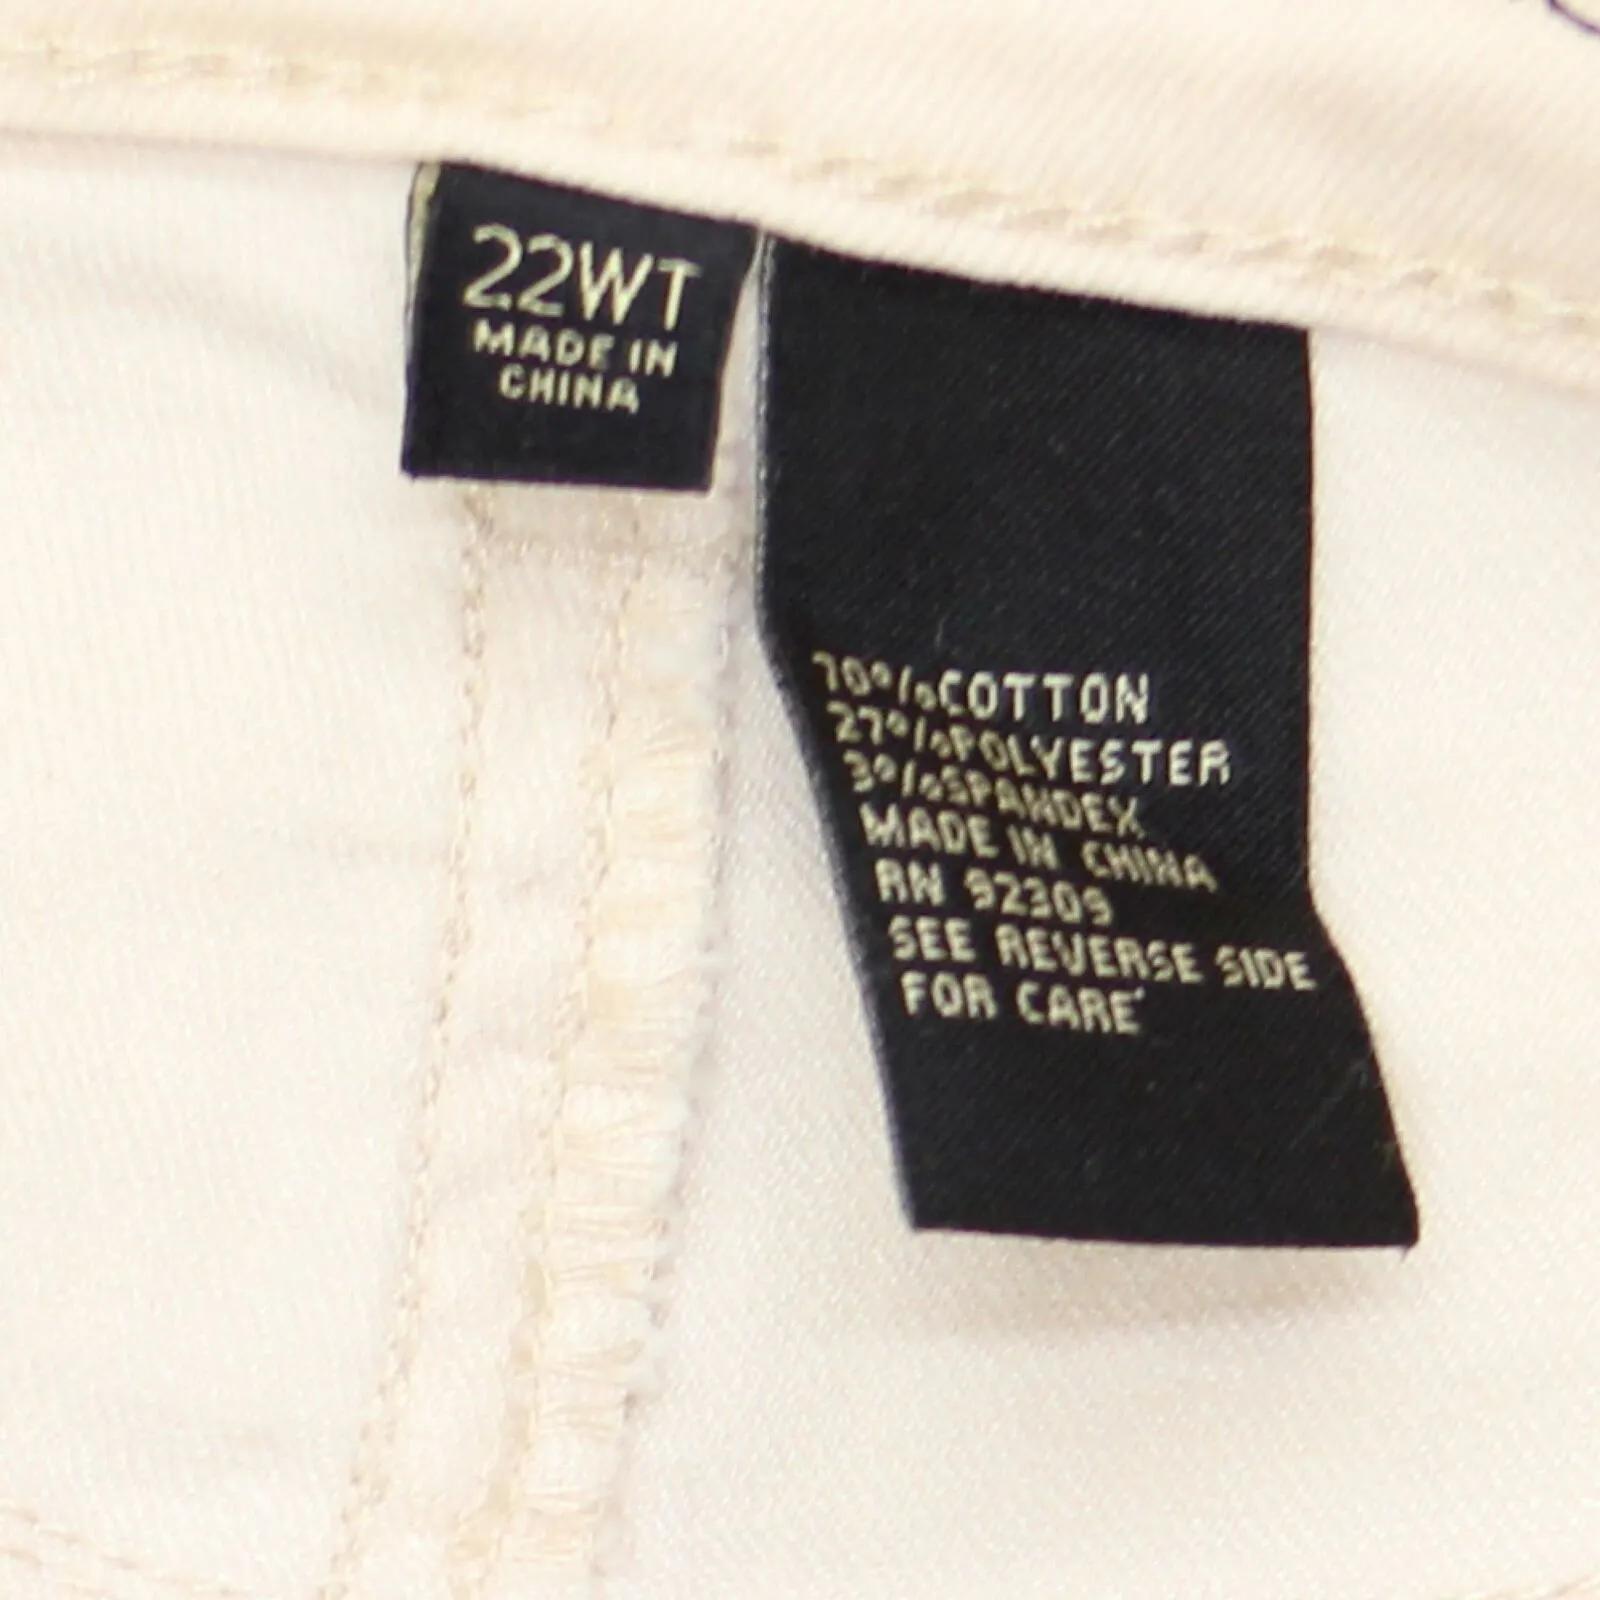 22WT
MADE IN
CHINA
70%COTTON
27%POLYESTER
3%SPANDEX
MADE IN CHINA
RN 92309
SEE REVERSE SIDE
FOR CARE